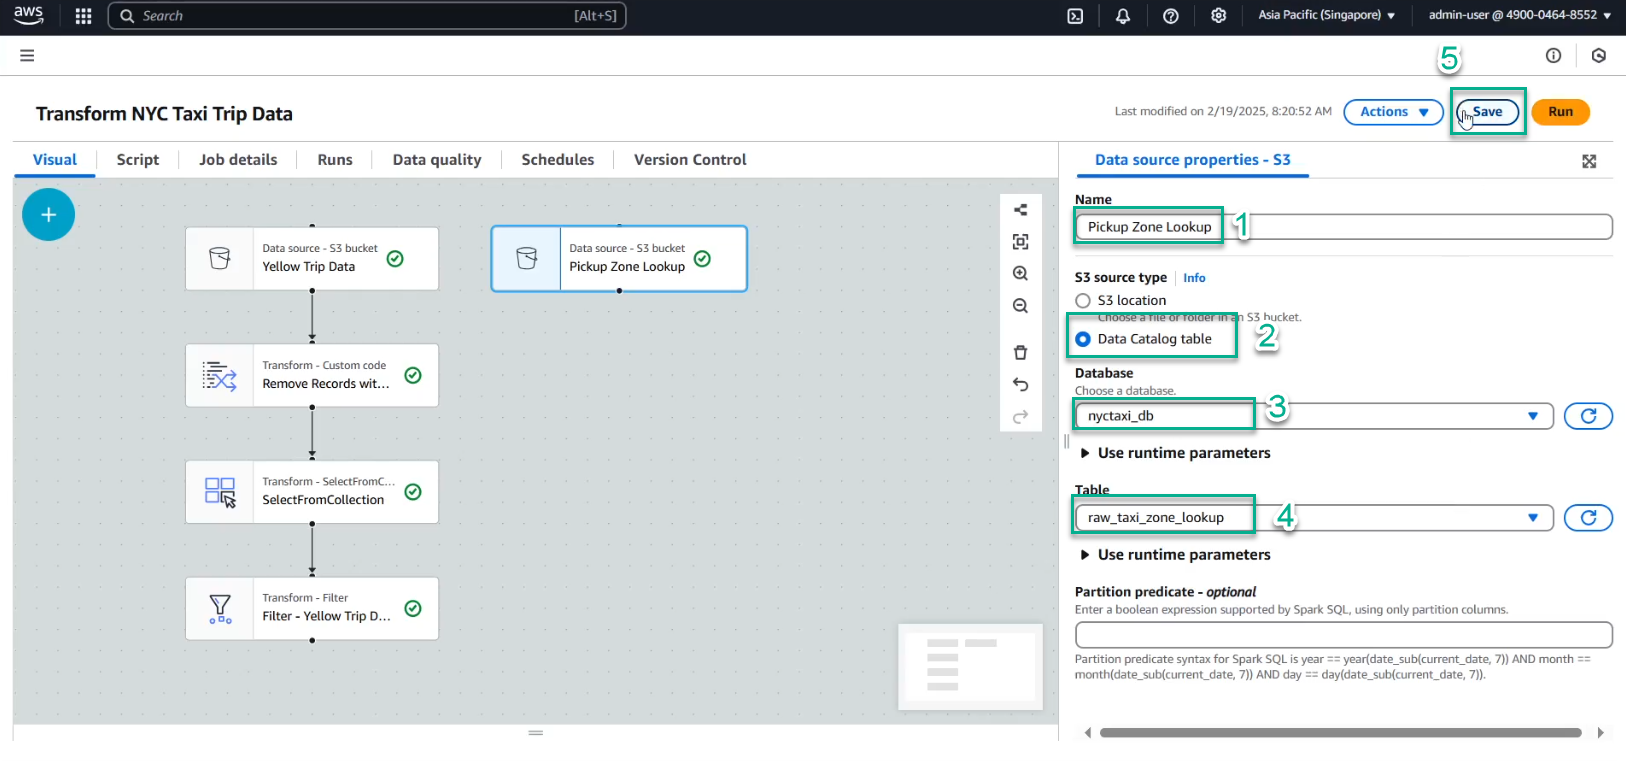 aws
Search
[Alt+S]
Asia Pacific (Singapore)
admin-user @ 4900-0464-8552
5
Transform NYC Taxi Trip Data
Last modified on 2/19/2025, 8:20:52 AM
Actions
Save
Run
Visual
Script
Job details
Runs
Data quality
Schedules
Version Control
Data source - S3 bucket
Yellow Trip Data
Data source - S3 bucket
Pickup Zone Lookup
Transform - Custom code
Remove Records wit...
Transform - SelectFromC...
SelectFromCollection
Transform - Filter
Filter - Yellow Trip D...
Data source properties - S3
Name
Pickup Zone Lookup
1
S3 source type
Info
S3 location
Choose a file or folder in an S3 bucket.
Data Catalog table
2
Database
Choose a database.
nyctaxi_db
3
Use runtime parameters
Table
raw_taxi_zone_lookup
4
Use runtime parameters
Partition predicate - optional
Enter a boolean expression supported by Spark SQL, using only partition columns.
Partition predicate syntax for Spark SQL is year == year(date_sub(current_date, 7)) AND month ==
month(date_sub(current_date, 7)) AND day == day(date_sub(current_date, 7)).